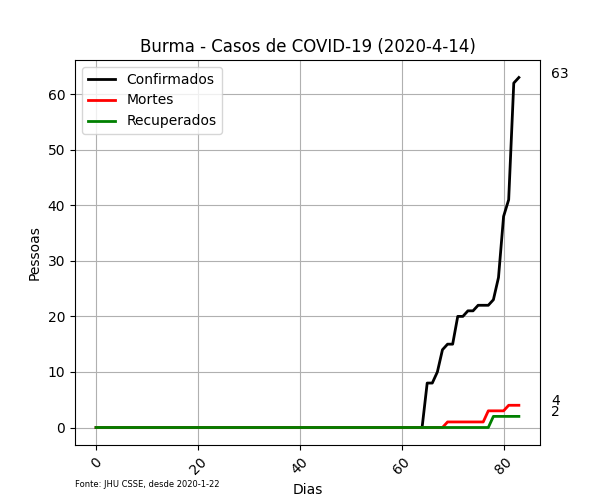 Burma - Casos de COVID-19 (2020-4-14)
Confirmados
Mortes
Recuperados
63
4
2
60
50
40
30
20
10
0
Pessoas
0
20
40
60
80
Dias
Fonte: JHU CSSE, desde 2020-1-22